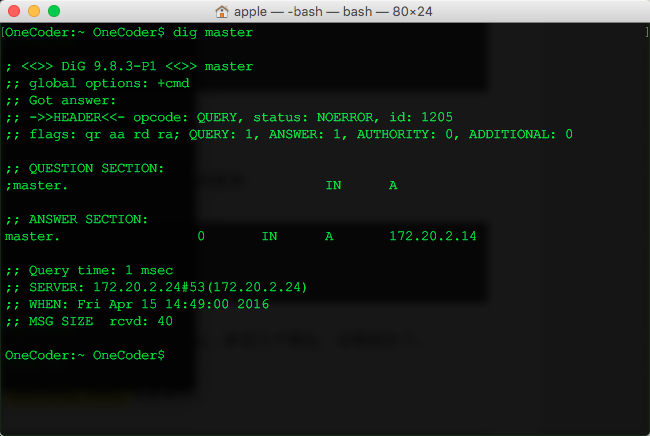 apple — -bash — bash — 80×24
[OneCoder:~ OneCoder$ dig master ]
; <<>> DiG 9.8.3-P1 <<>> master
;; global options: +cmd
;; Got answer:
;; ->>HEADER<<- opcode: QUERY, status: NOERROR, id: 1205
;; flags: qr aa rd ra; QUERY: 1, ANSWER: 1, AUTHORITY: 0, ADDITIONAL: 0
;; QUESTION SECTION:
;master. IN A
;; ANSWER SECTION:
master. 0 IN A 172.20.2.14
;; Query time: 1 msec
;; SERVER: 172.20.2.24#53(172.20.2.24)
;; WHEN: Fri Apr 15 14:49:00 2016
;; MSG SIZE  rcvd: 40
OneCoder:~ OneCoder$